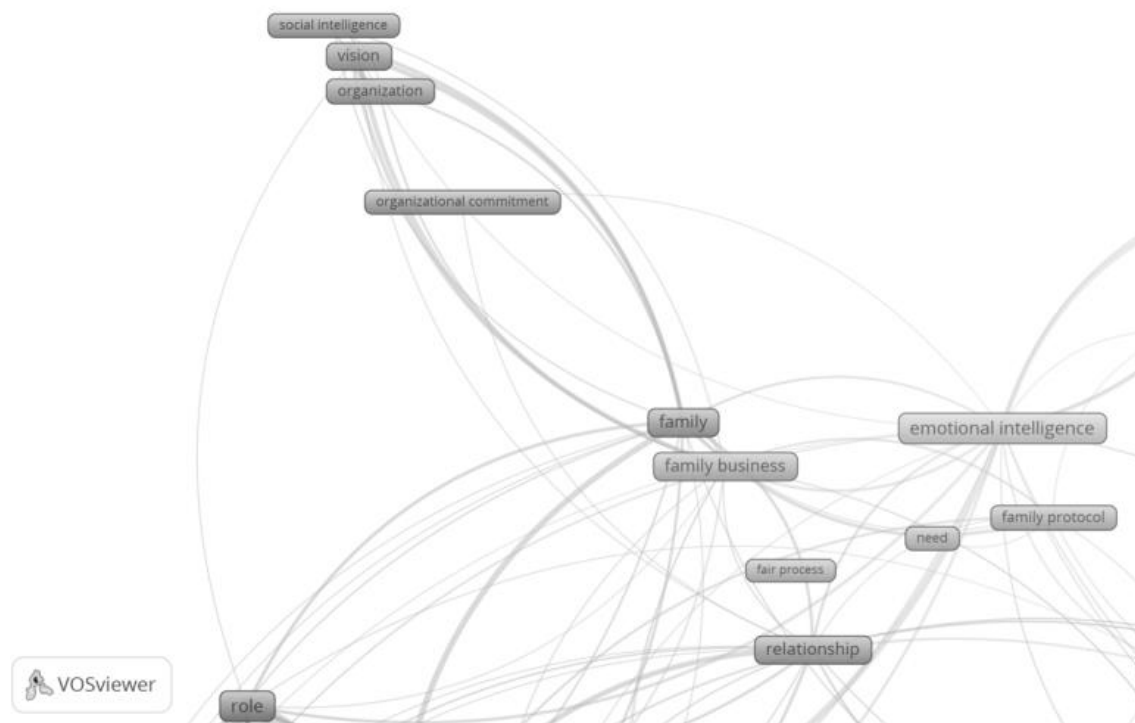 social intelligence
vision
organization
organizational commitment
family
emotional intelligence
family business
family protocol
need
fair process
relationship
VOSviewer
role